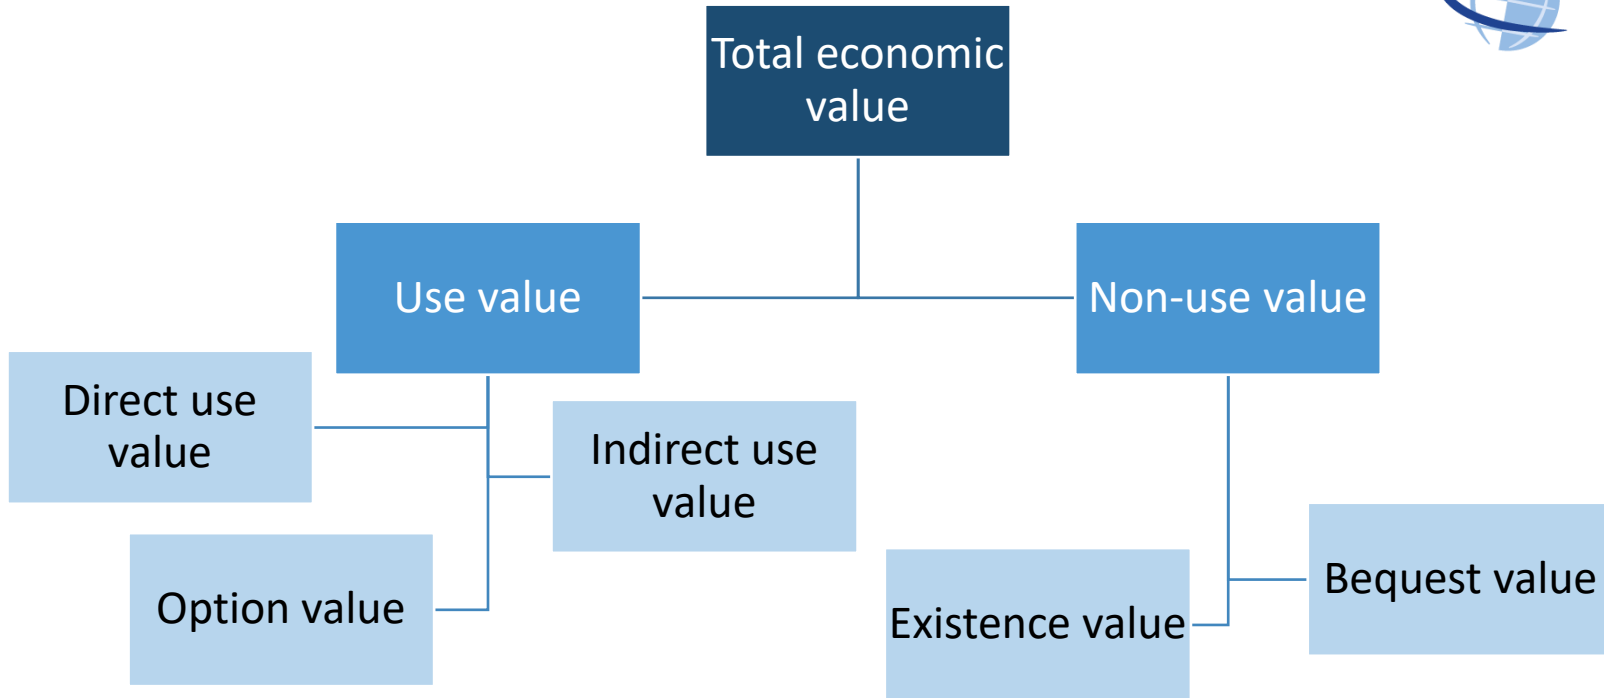 Total economic
value
Use value
Non-use value
Direct use
value
Indirect use
value
Option value
Existence value
Bequest value